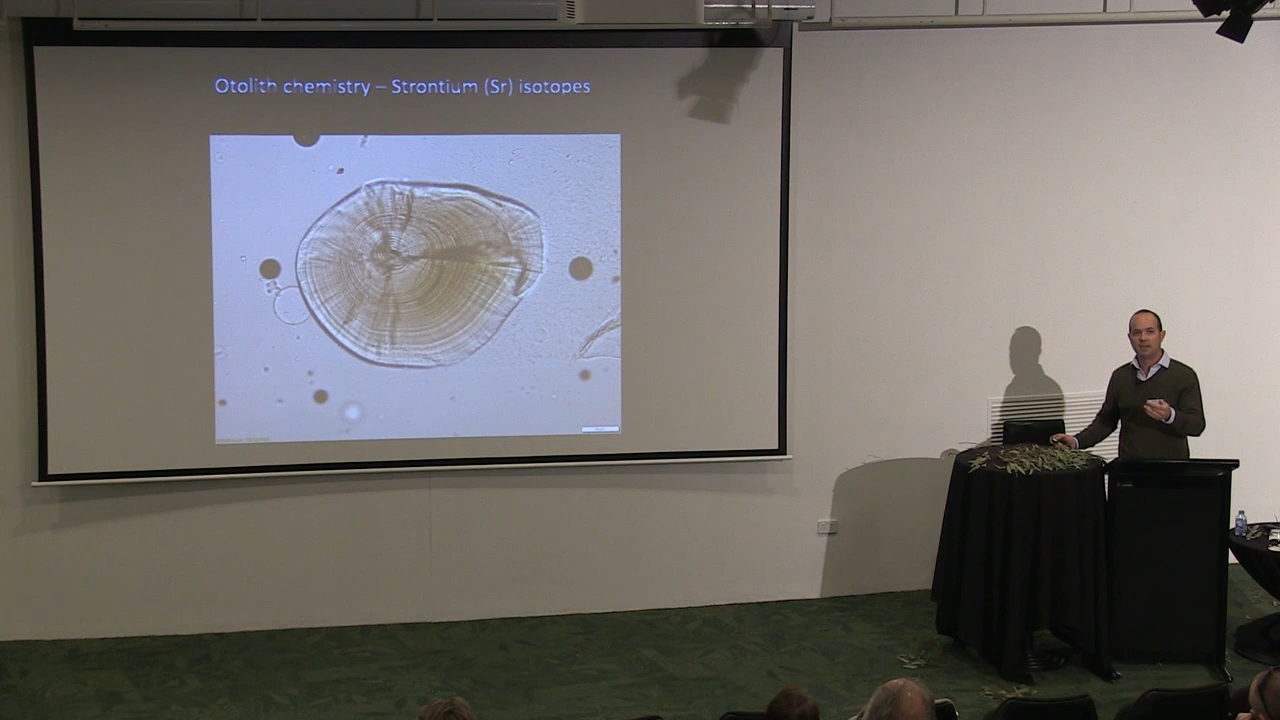 Otolith chemistry – Strontium (Sr) isotopes